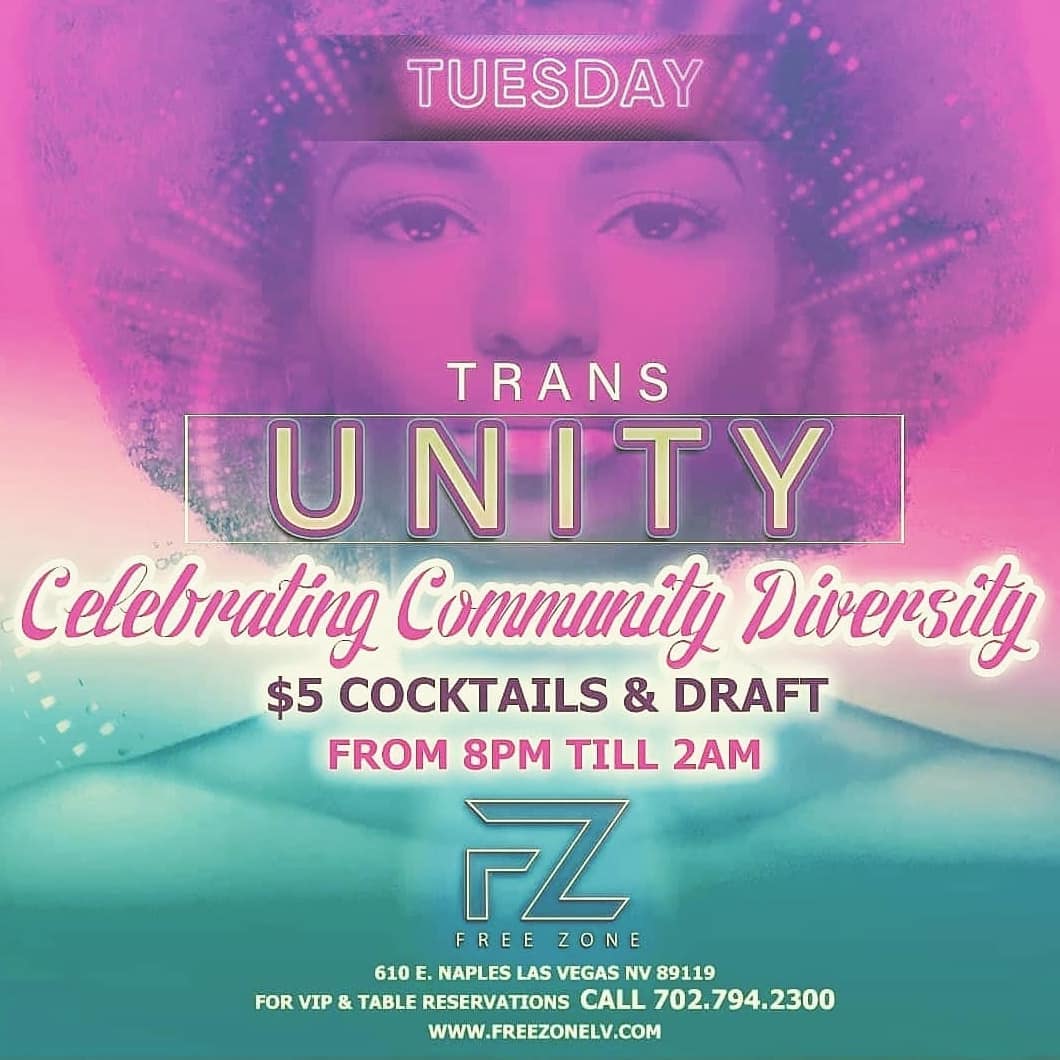 TUESDAY
TRANS
UNITY
Celebrating Community Diversity
$5 COCKTAILS & DRAFT
FROM 8PM TILL 2AM
FZ
FREE ZONE
610 E. NAPLES LAS VEGAS NV 89119
FOR VIP & TABLE RESERVATIONS CALL 702.794.2300
WWW.FREEZONELV.COM